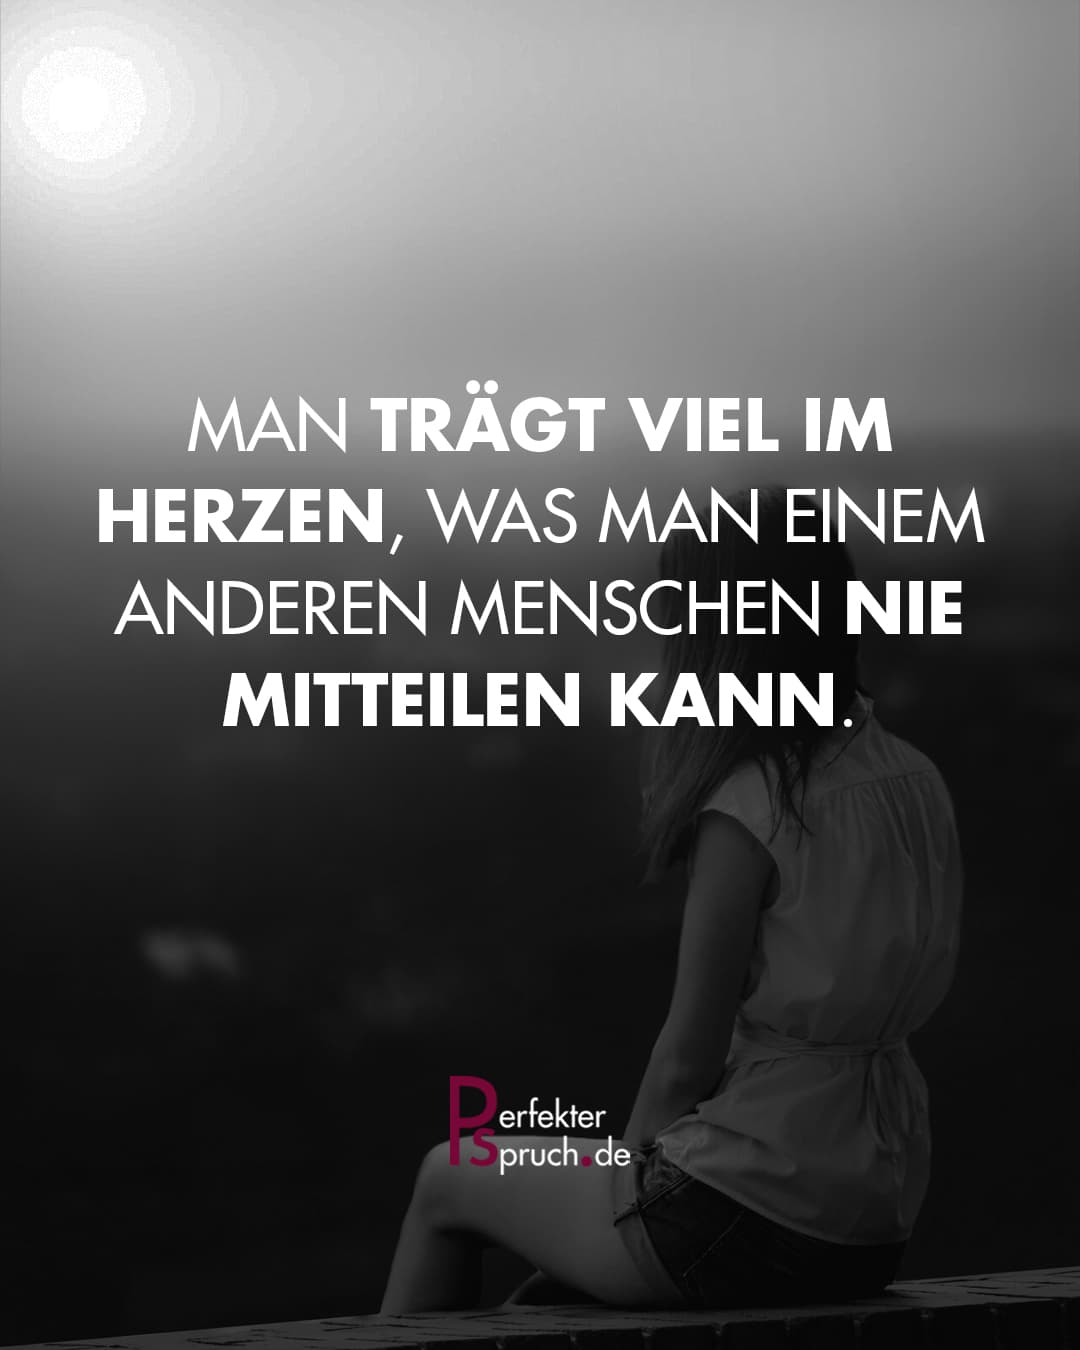 MAN TRÄGT VIEL IM
HERZEN, WAS MAN EINEM
ANDEREN MENSCHEN NIE
MITTEILEN KANN.
Perfekter
Spruch.de